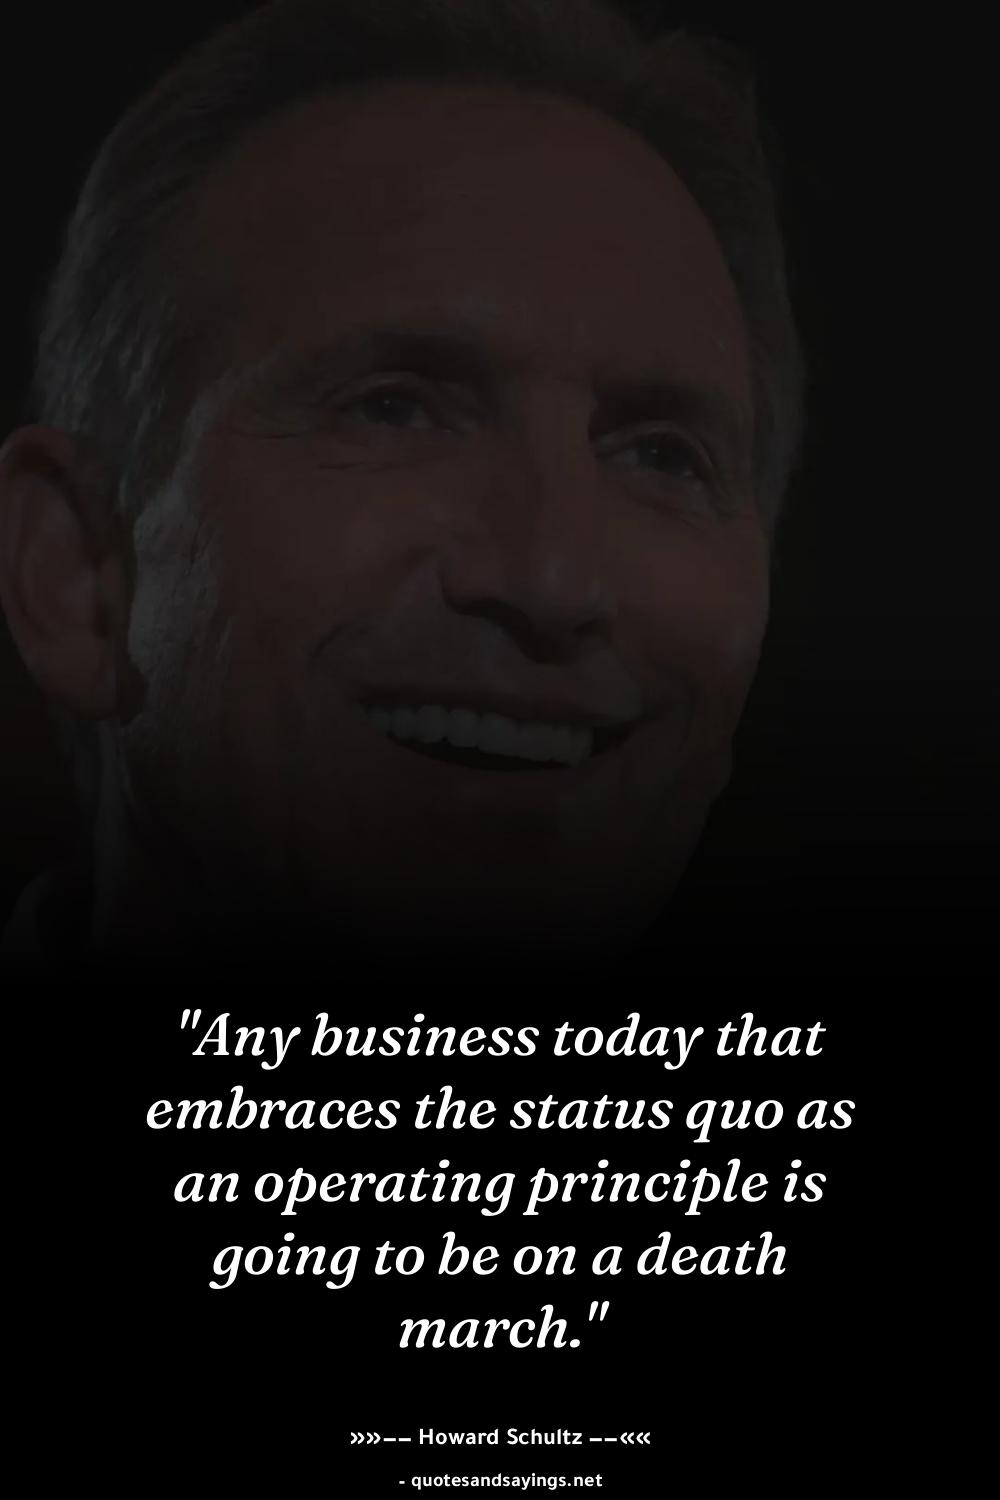 "Any business today that
embraces the status quo as
an operating principle is
going to be on a death
march."
»»–– Howard Schultz ––««
- quotesandsayings.net